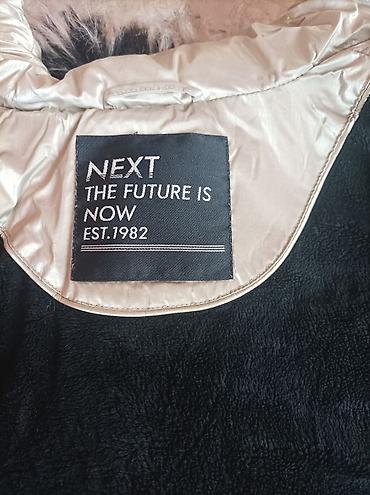 NEXT
THE FUTURE IS
NOW
EST.1982